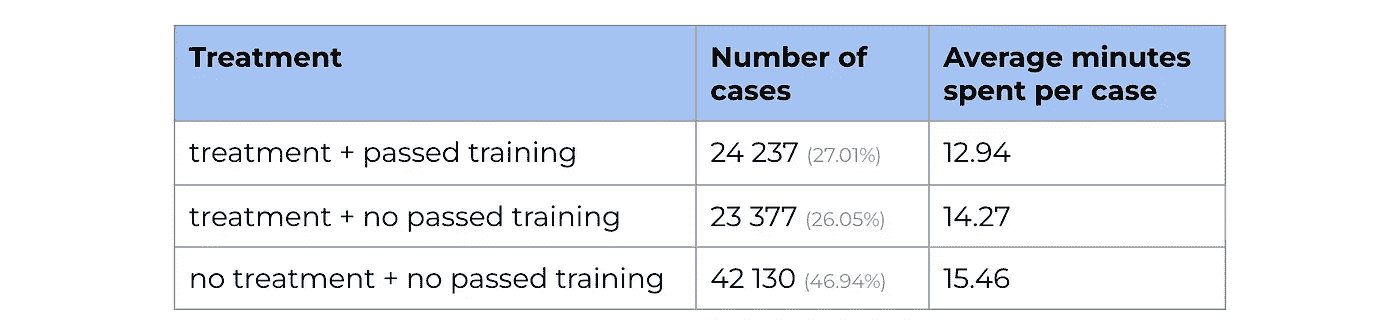 Treatment Number of cases Average minutes spent per case
treatment + passed training 24 237 (27.01%) 12.94
treatment + no passed training 23 377 (26.05%) 14.27
no treatment + no passed training 42 130 (46.94%) 15.46